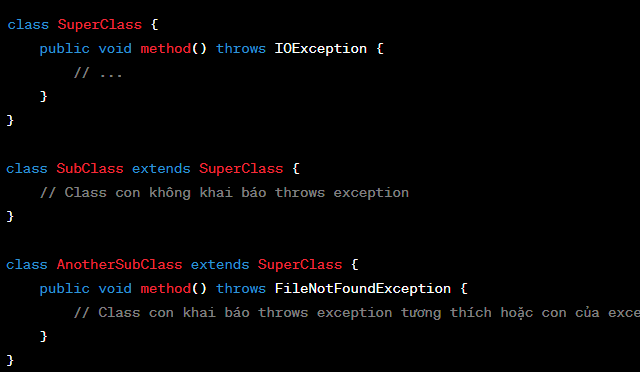 class SuperClass {
    public void method() throws IOException {
        // ...
    }
}

class SubClass extends SuperClass {
    // Class con không khai báo throws exception
}

class AnotherSubClass extends SuperClass {
    public void method() throws FileNotFoundException {
        // Class con khai báo throws exception tương thích hoặc con của exce
    }
}